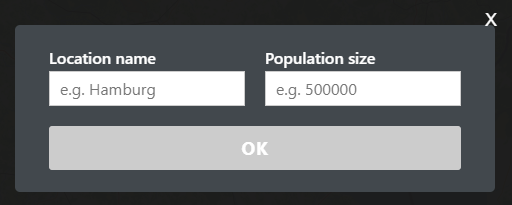 X
Location name Population size
e.g. Hamburg e.g. 500000
OK